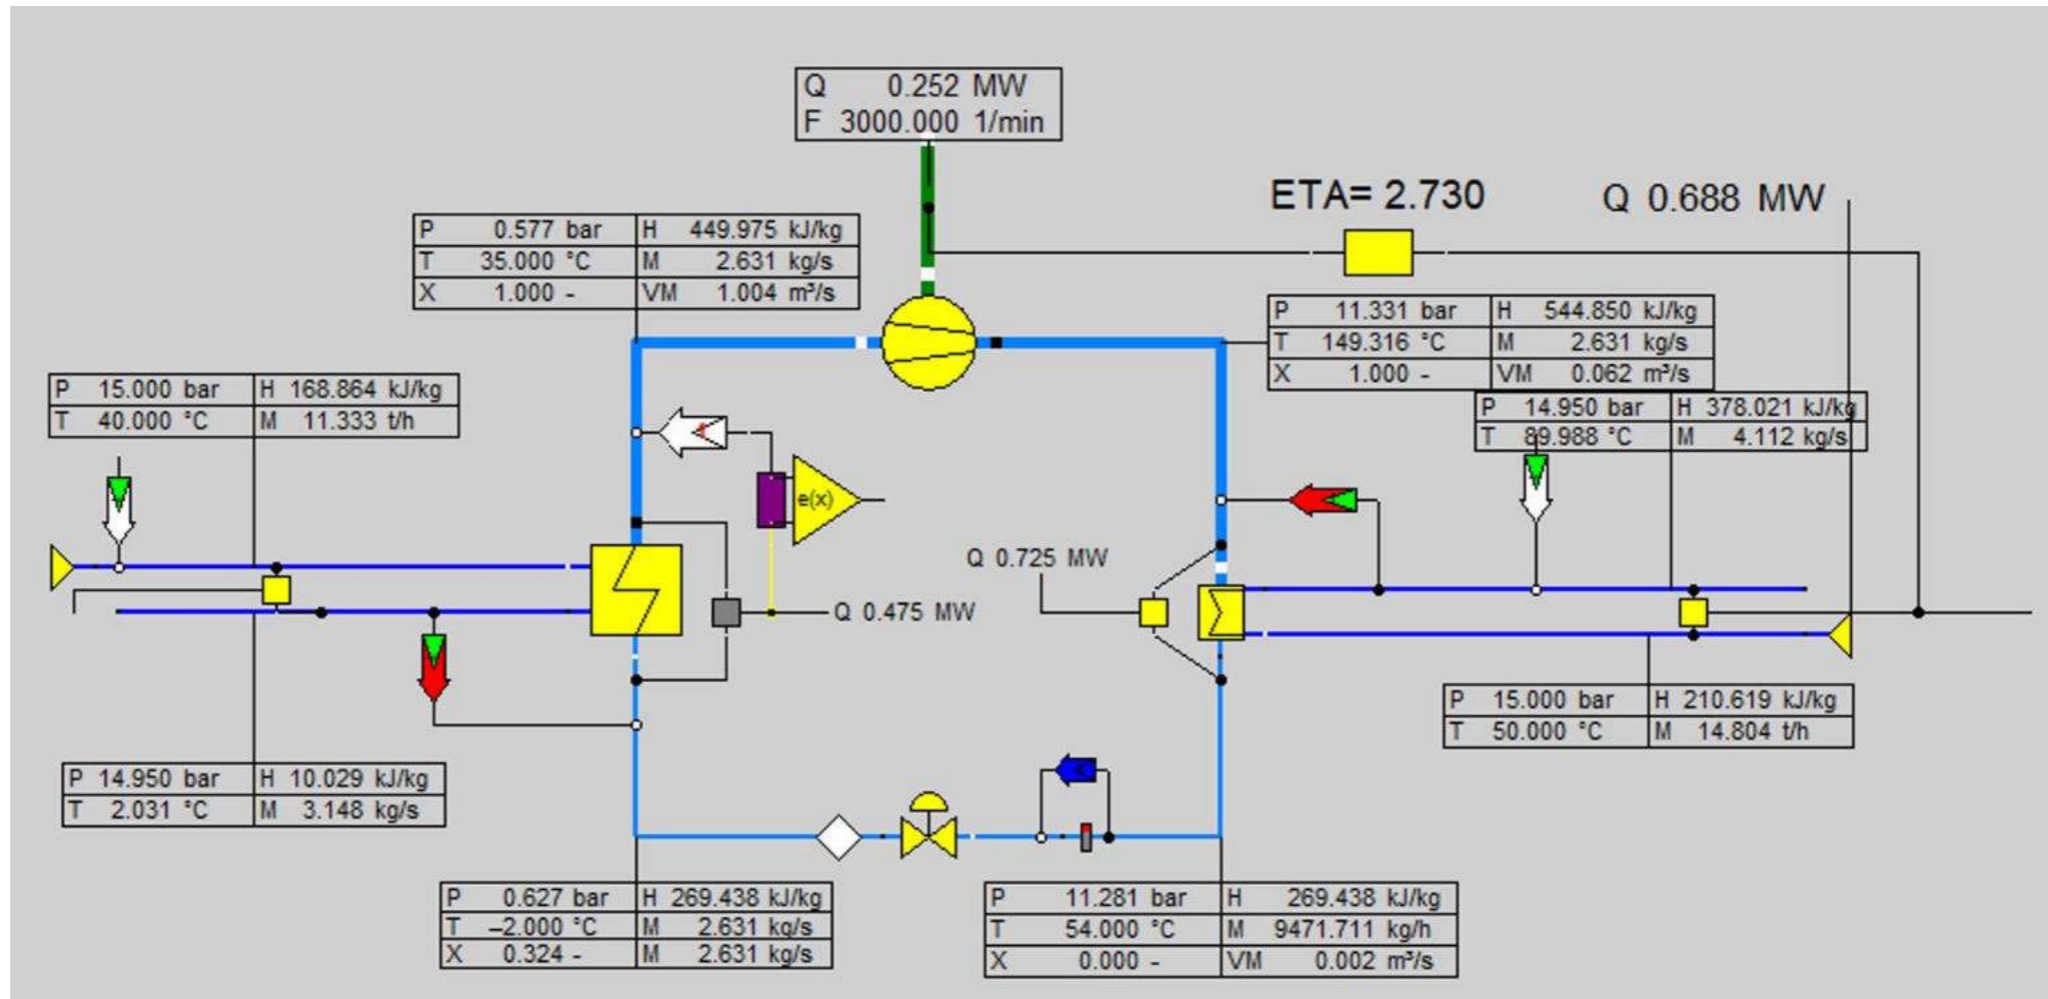 Q 0.252 MW
F 3000.000 1/min
ETA= 2.730
Q 0.688 MW
P 0.577 bar H 449.975 kJ/kg
T 35.000 °C M 2.631 kg/s
X 1.000 - VM 1.004 m³/s
P 11.331 bar H 544.850 kJ/kg
T 149.316 °C M 2.631 kg/s
X 1.000 - VM 0.062 m³/s
P 15.000 bar H 168.864 kJ/kg
T 40.000 °C M 11.333 t/h
P 14.950 bar H 378.021 kJ/kg
T 89.988 °C M 4.112 kg/s
e(x)
Q 0.725 MW
Q 0.475 MW
P 15.000 bar H 210.619 kJ/kg
T 50.000 °C M 14.804 t/h
P 14.950 bar H 10.029 kJ/kg
T 2.031 °C M 3.148 kg/s
P 0.627 bar H 269.438 kJ/kg
T –2.000 °C M 2.631 kg/s
X 0.324 - M 2.631 kg/s
P 11.281 bar H 269.438 kJ/kg
T 54.000 °C M 9471.711 kg/h
X 0.000 - VM 0.002 m³/s